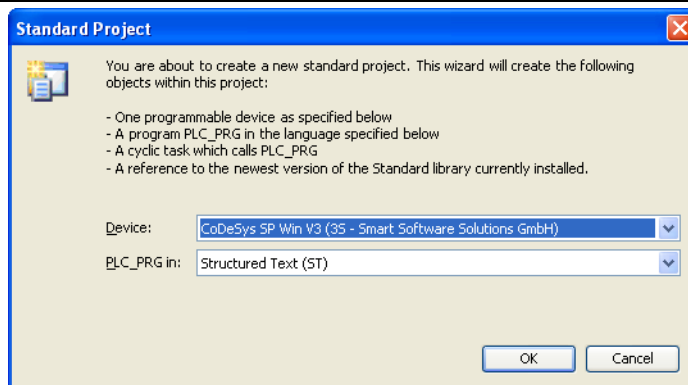 Standard Project
You are about to create a new standard project. This wizard will create the following
objects within this project:
- One programmable device as specified below
- A program PLC_PRG in the language specified below
- A cyclic task which calls PLC_PRG
- A reference to the newest version of the Standard library currently installed.
Device: CoDeSys SP Win V3 (3S - Smart Software Solutions GmbH)
PLC_PRG in: Structured Text (ST)
OK Cancel